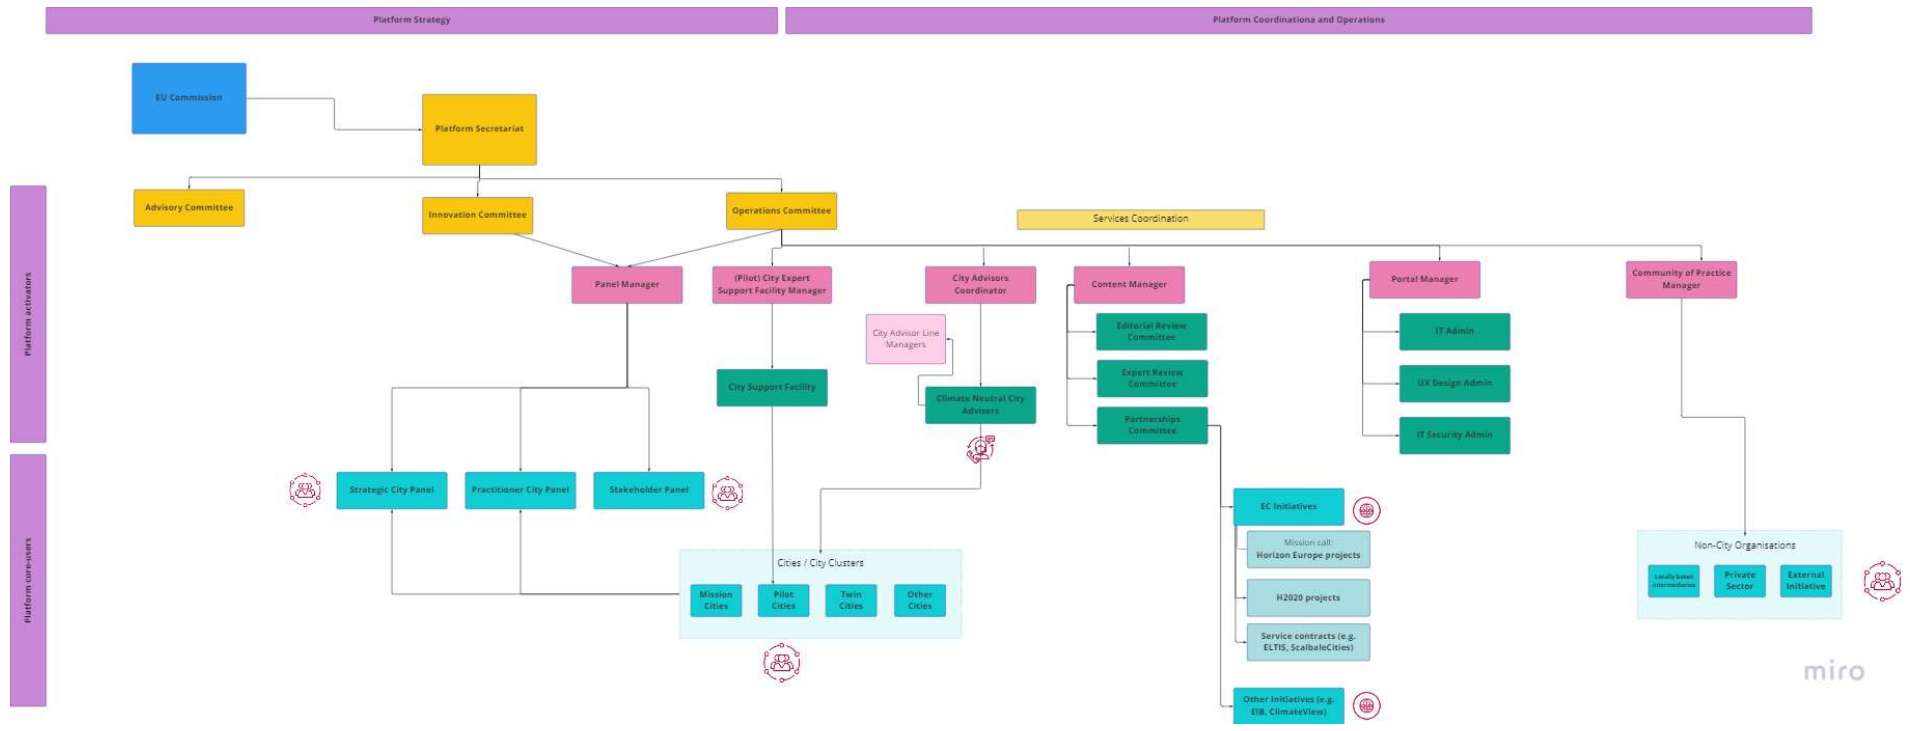 Platform Strategy
Platform Coordinationa and Operations
EU Commission
Platform Secretariat
Platform activators
Advisory Committee
Innovation Committee
Operations Committee
Services Coordination
Panel Manager
(Pilot) City Expert
Support Facility Manager
City Advisors
Coordinator
Content Manager
Portal Manager
Community of Practice
Manager
City Advisor Line
Managers
Editorial Review
Committee
IT Admin
City Support Facility
Climate Neutral City
Advisers
Expert Review
Committee
UX Design Admin
Partnerships
Committee
IT Security Admin
Platform core-users
Strategic City Panel
Practitioner City Panel
Stakeholder Panel
EC Initiatives
Mission call:
Horizon Europe projects
H2020 projects
Service contracts (e.g.
ELTIS, ScalbaleCities)
Other Initiatives (e.g.
EIB, ClimateView)
Cities / City Clusters
Mission
Cities
Pilot
Cities
Twin
Cities
Other
Cities
Non-City Organisations
Locally based
intermediaries
Private
Sector
External
Initiative
miro